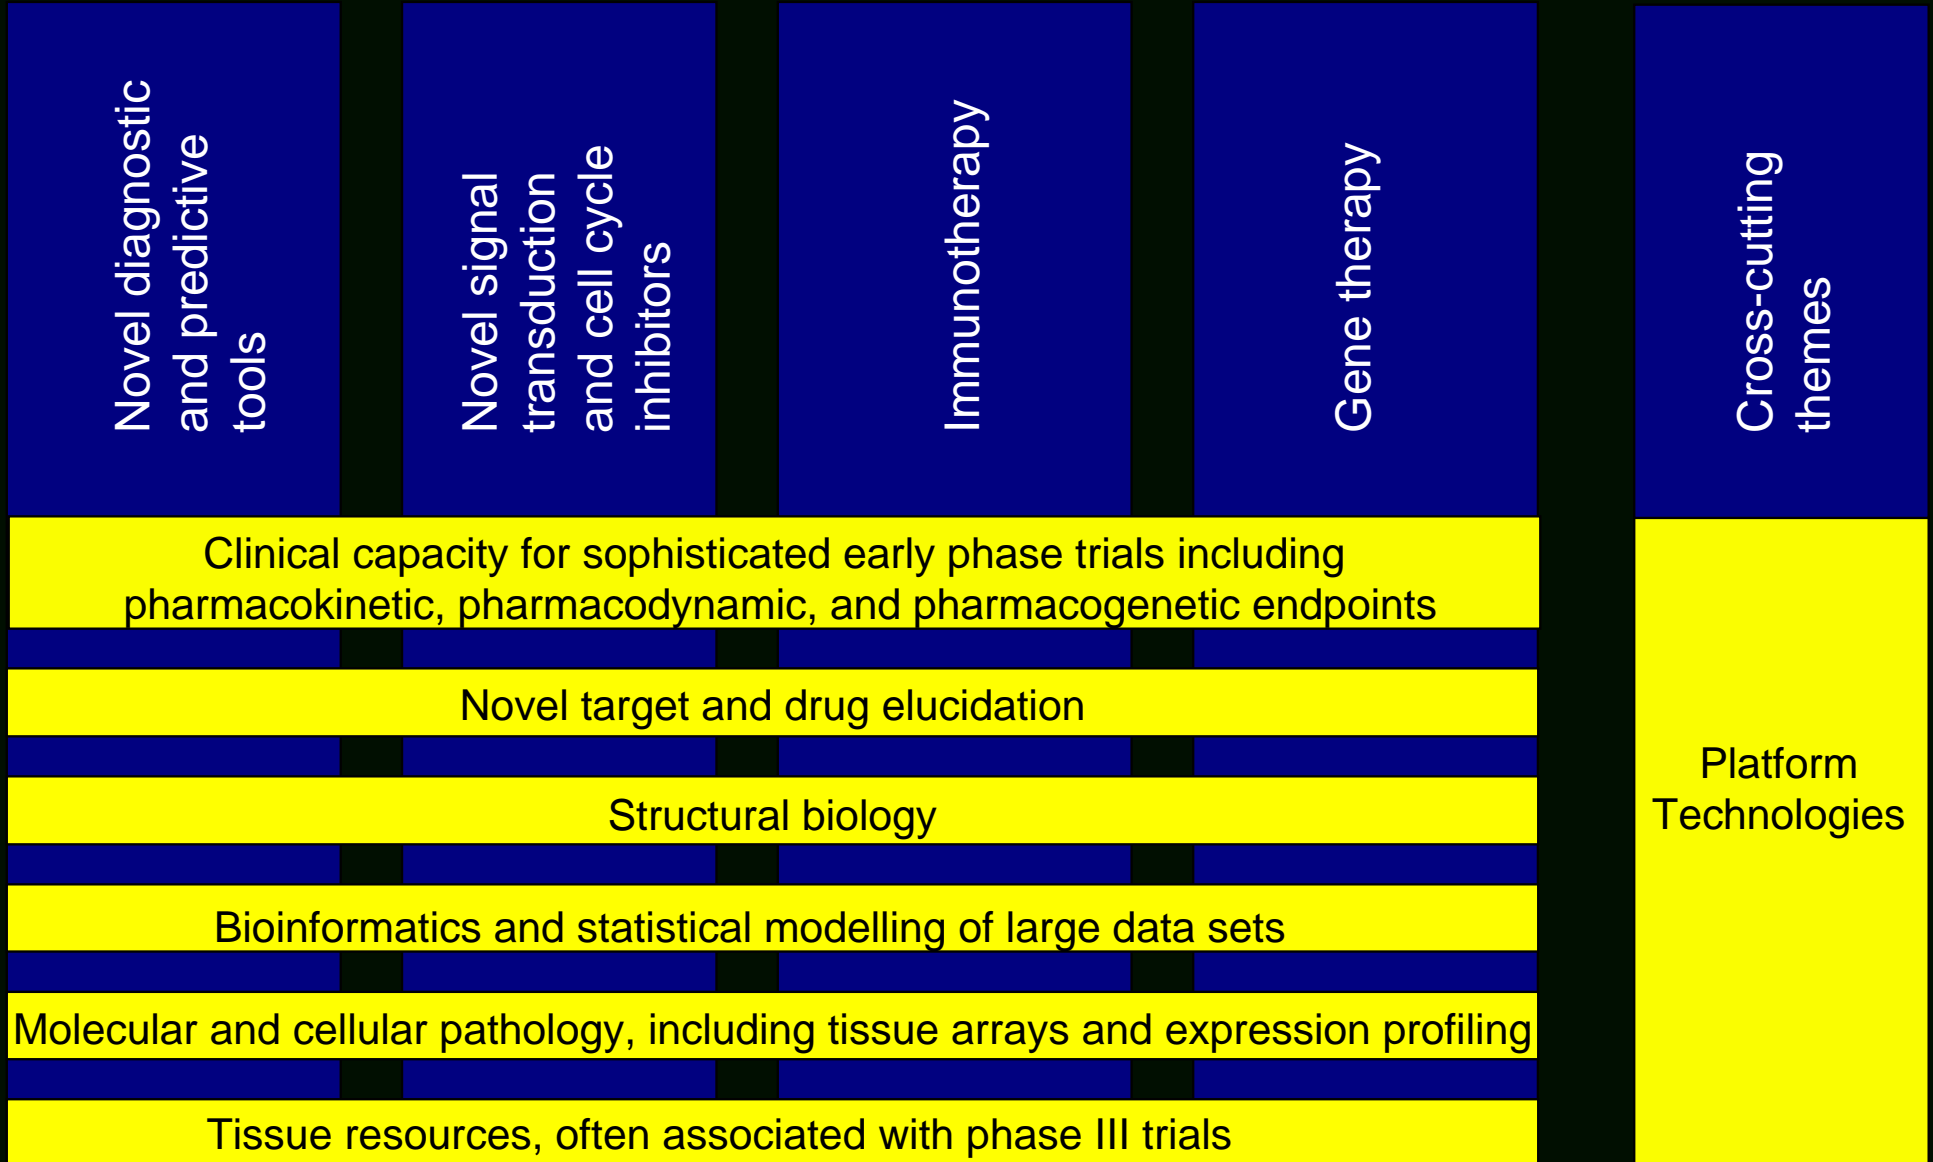 Novel diagnostic
and predictive
tools
Novel signal
transduction
and cell cycle
inhibitors
Immunotherapy
Gene therapy
Cross-cutting
themes
Clinical capacity for sophisticated early phase trials including
pharmacokinetic, pharmacodynamic, and pharmacogenetic endpoints
Novel target and drug elucidation
Structural biology
Bioinformatics and statistical modelling of large data sets
Molecular and cellular pathology, including tissue arrays and expression profiling
Tissue resources, often associated with phase III trials
Platform
Technologies